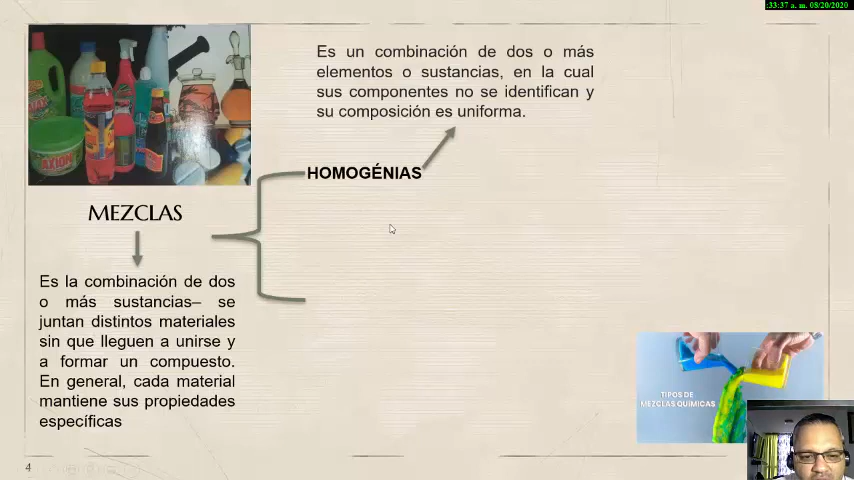 :33:37 a. m. 08/20/2020
Es un combinación de dos o más
elementos o sustancias, en la cual
sus componentes no se identifican y
su composición es uniforma.
HOMOGÉNIAS
MEZCLAS
Es la combinación de dos
o más sustancias– se
juntan distintos materiales
sin que lleguen a unirse y
a formar un compuesto.
En general, cada material
mantiene sus propiedades
específicas
AXION
TIPOS DE
MEZCLAS QUÍMICAS
4